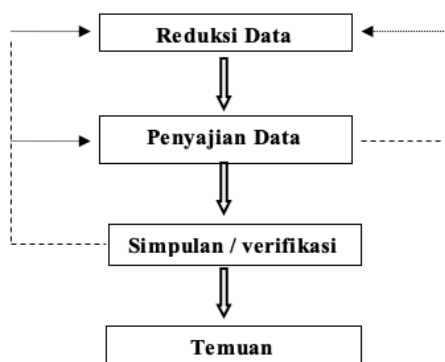 Reduksi Data
Penyajian Data
Simpulan / verifikasi
Temuan